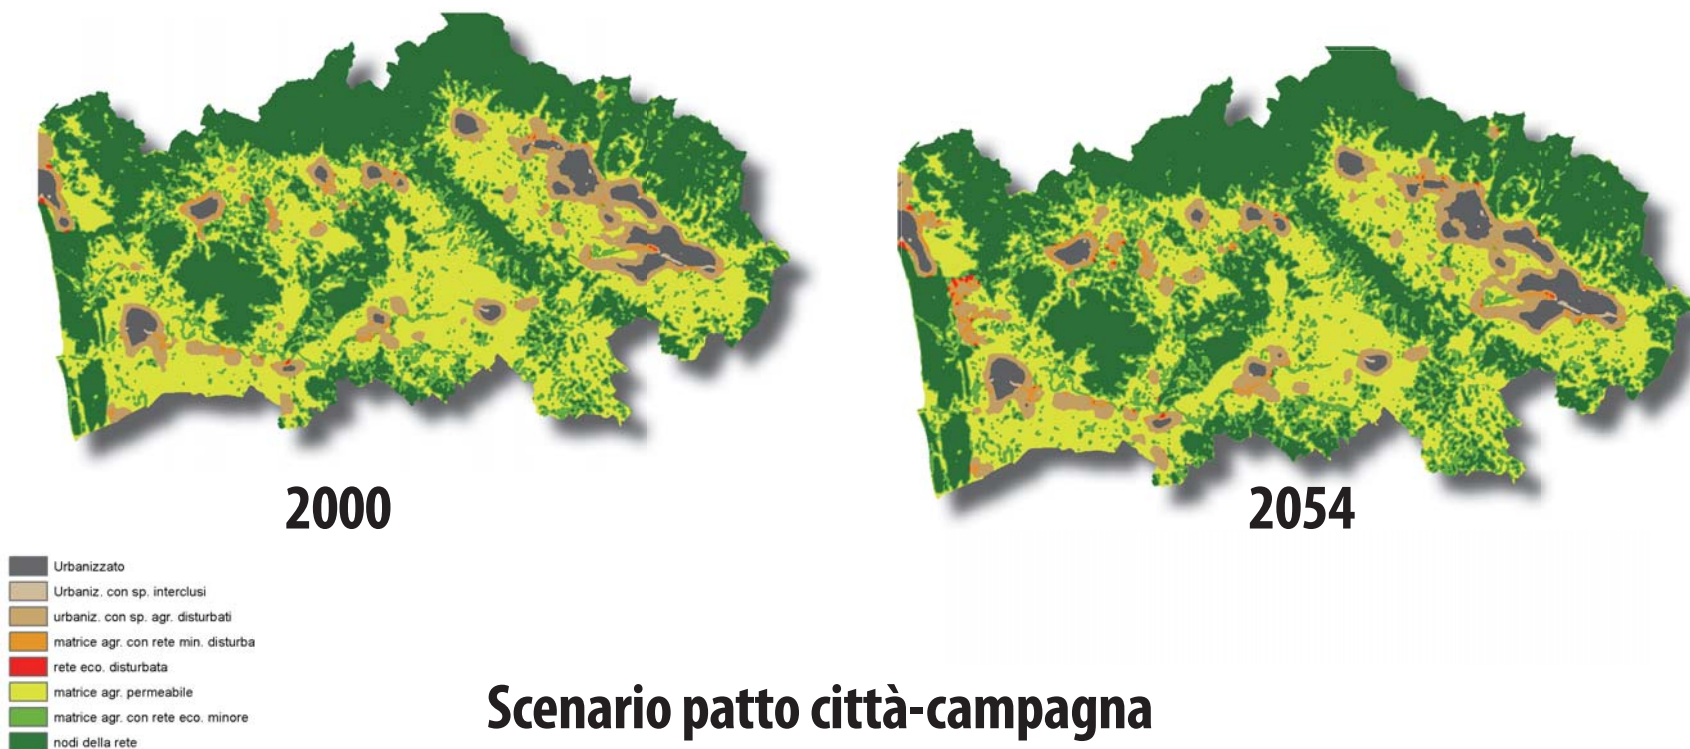 2000
2054
Urbanizzato
Urbaniz. con sp. interclusi
urbaniz. con sp. agr. disturbati
matrice agr. con rete min. disturba
rete eco. disturbata
matrice agr. permeabile
matrice agr. con rete eco. minore
nodi della rete
Scenario patto città-campagna